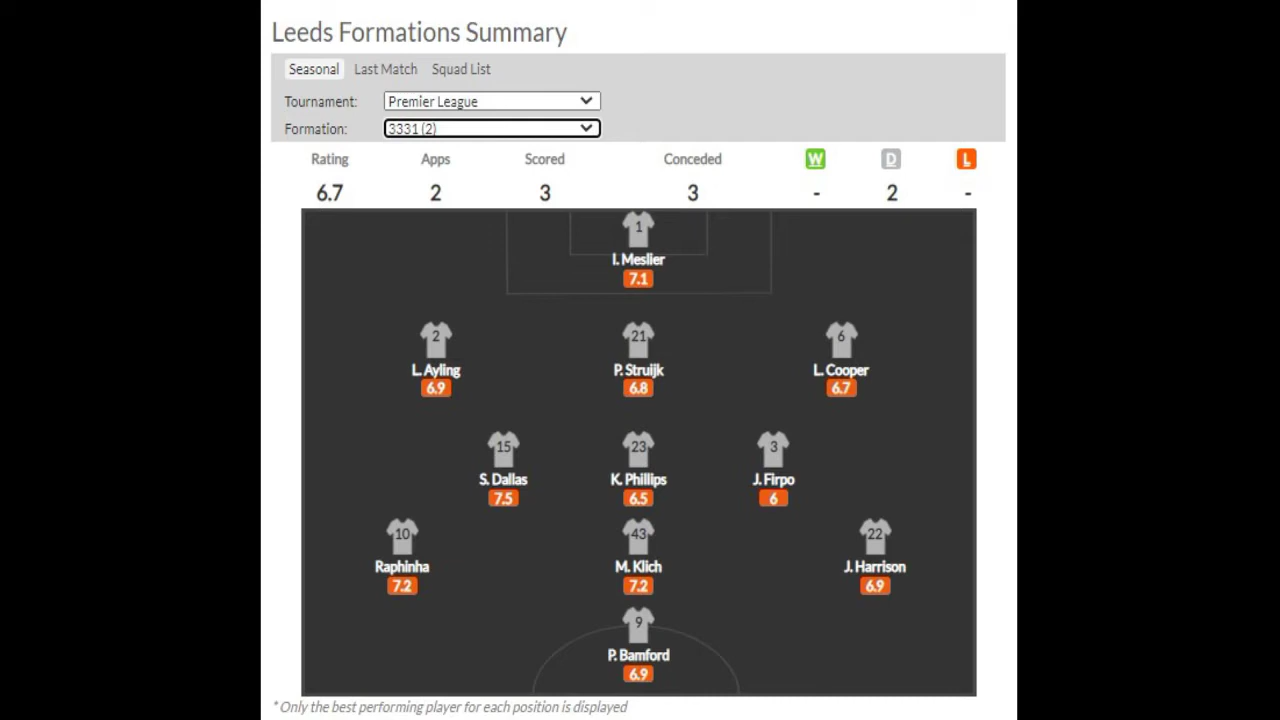 Leeds Formations Summary
Seasonal Last Match Squad List
Tournament: Premier League
Formation: 3331 (2)
Rating Apps Scored Conceded W D L
6.7 2 3 3 - 2 -
1
I. Meslier
7.1
2 21 6
L. Ayling P. Struijk L. Cooper
6.9 6.8 6.7
15 23 3
S. Dallas K. Phillips J. Firpo
7.5 6.5 6
10 43 22
Raphinha M. Klich J. Harrison
7.2 7.2 6.9
9
P. Bamford
6.9
* Only the best performing player for each position is displayed